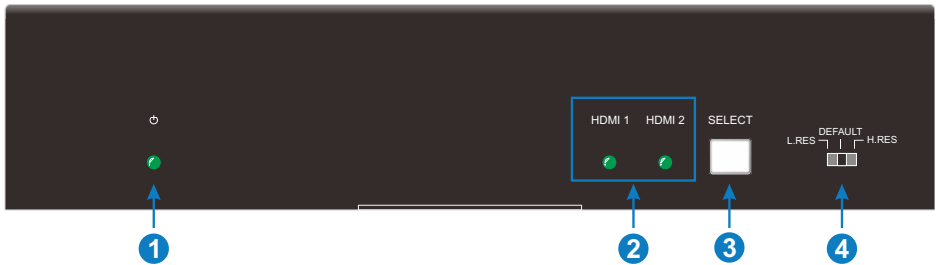 HDMI 1 HDMI 2 SELECT
DEFAULT
L.RES H.RES
1 2 3 4